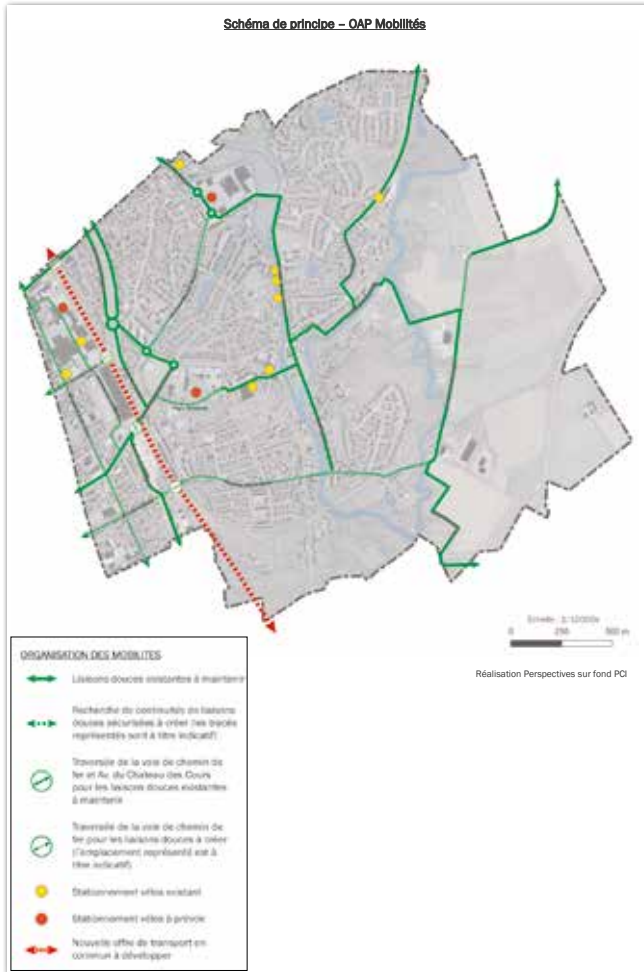 Schéma de principe – OAP Mobilités
Echelle : 1/12000e
0 250 500 m
Réalisation Perspectives sur fond PCI
ORGANISATION DES MOBILITES
Liaisons douces existantes à maintenir
Recherche de continuités de liaisons
douces sécurisées à créer (les tracés
représentés sont à titre indicatif)
Traversée de la voie de chemin de
fer et Av. du Chateau des Cours
pour les liaisons douces existantes
à maintenir
Traversée de la voie de chemin de
fer pour les liaisons douces à créer
(l'emplacement représenté est à
titre indicatif)
Stationnement vélos existant
Stationnement vélos à prévoir
Nouvelle offre de transport en
commun à développer